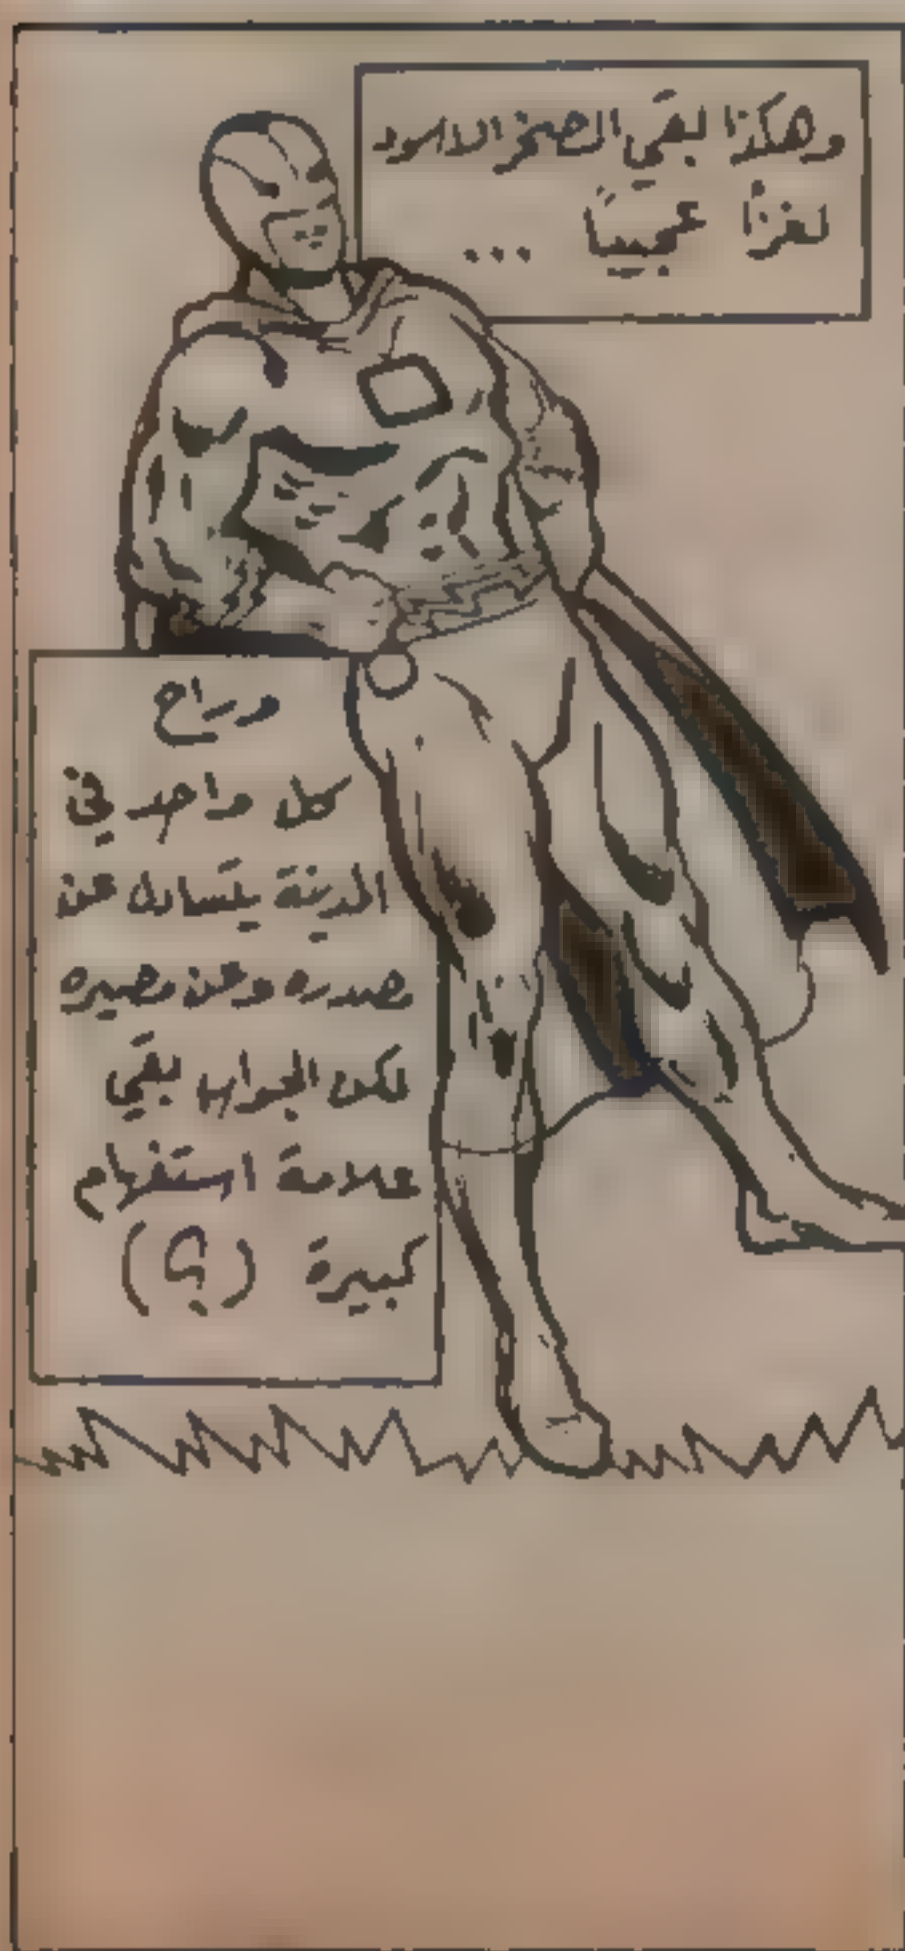 وهكذا بقي الصخر الاسود
لغزاً عجيباً ...
وراح
كل واحد في
المدينة يتساءل عن
مصدره وعن مصيره
لكن الجواب بقي
علامة استفهام
كبيرة (؟)